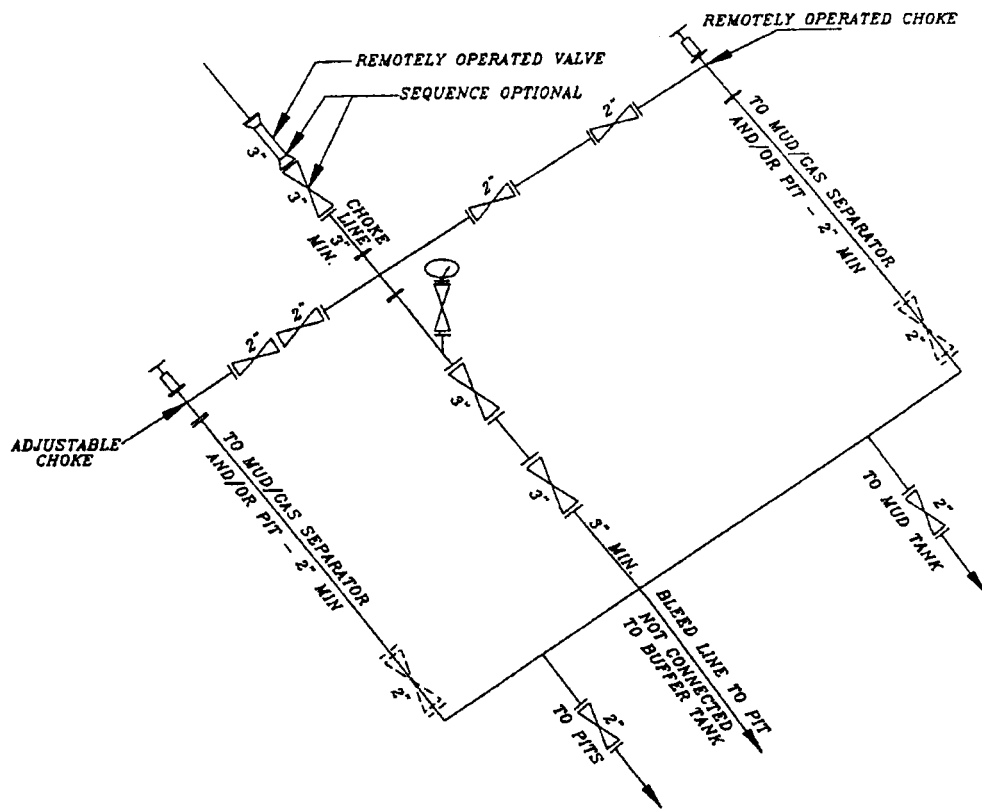 REMOTELY OPERATED CHOKE
REMOTELY OPERATED VALVE
SEQUENCE OPTIONAL
3"
3"
CHOKE
LINE
3"
MIN.
2"
2"
TO MUD/GAS SEPARATOR
AND/OR PIT - 2" MIN
2"
2"
2"
ADJUSTABLE
CHOKE
TO MUD/GAS SEPARATOR
AND/OR PIT - 2" MIN
2"
3"
3"
3" MIN.
BLEED LINE TO PIT
NOT CONNECTED
TO BUFFER TANK
2"
TO MUD TANK
2"
TO PITS